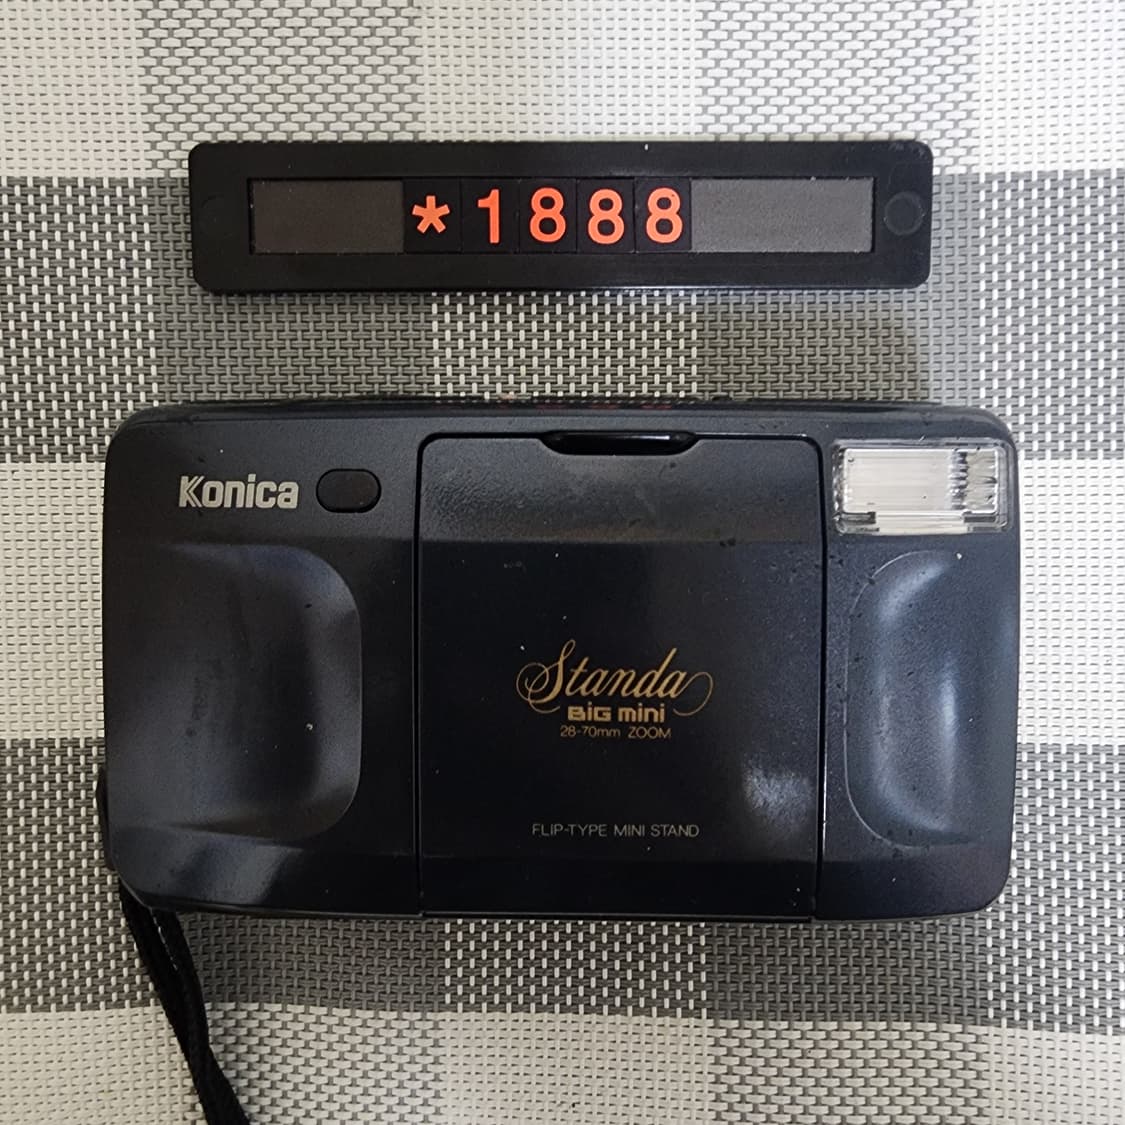 *1888
Konica
Standa
BiG mini
28-70mm ZOOM
FLIP-TYPE MINI STAND